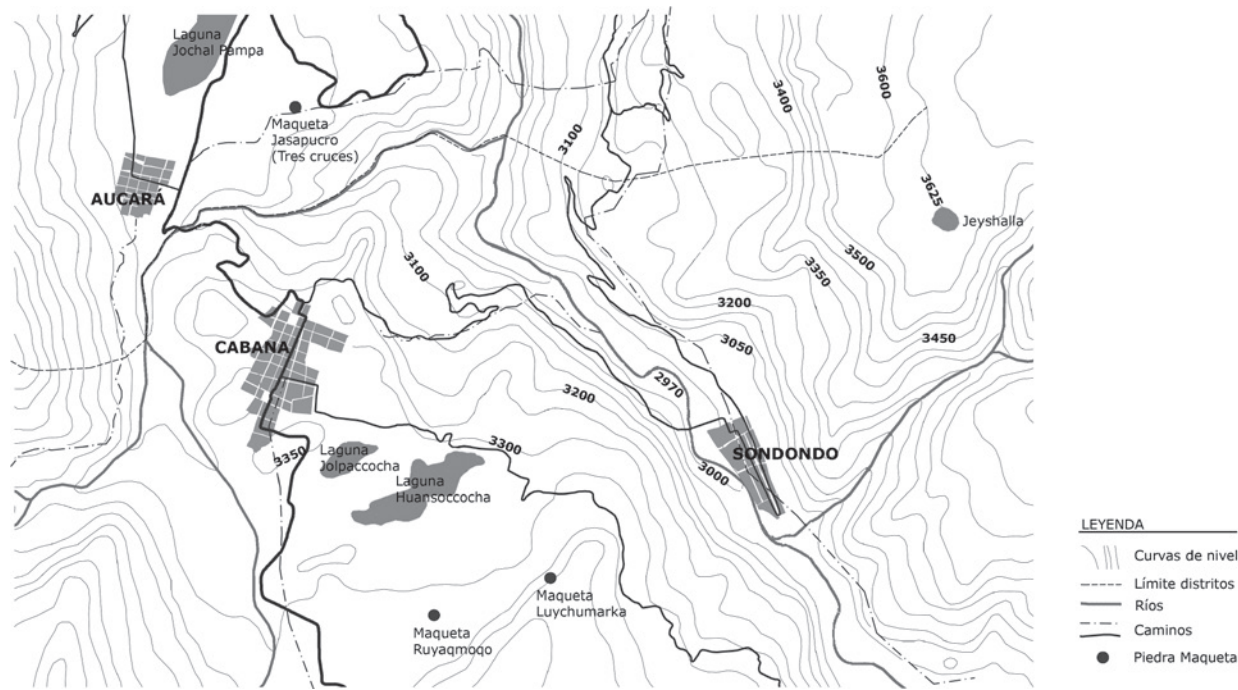 Laguna
Jochal Pampa
Maqueta
Jasapucro
(Tres cruces)
AUCARÁ
3100
3400
3600
3625
Jeyshalla
3500
3350
3100
3200
3050
3450
CABANA
2970
3200
3300
3350
Laguna
Jolpaccocha
Laguna
Huansoccocha
SONDONDO
3000
Maqueta
Luychumarka
Maqueta
Ruyaqmoqo
LEYENDA
Curvas de nivel
Límite distritos
Ríos
Caminos
Piedra Maqueta